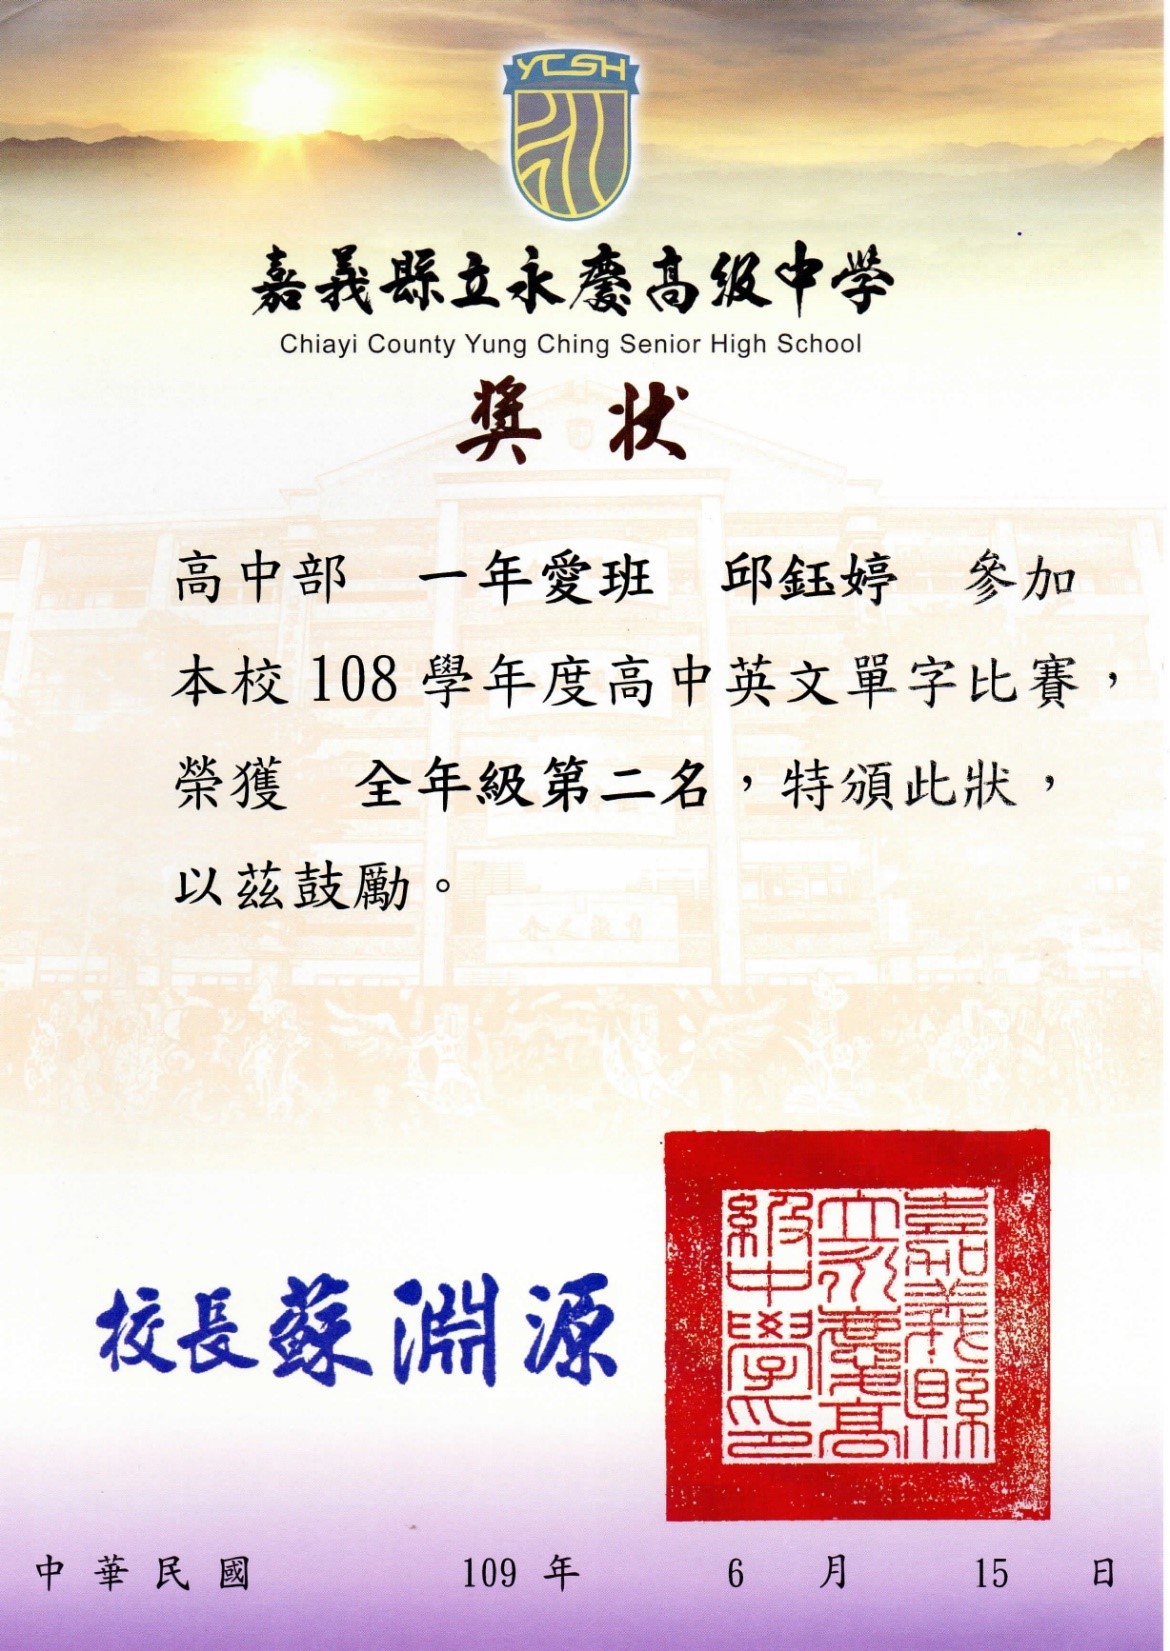 YCSH
嘉義縣立永慶高級中學
Chiayi County Yung Ching Senior High School
獎狀
高中部 一年愛班 邱鈺婷 參加
本校108學年度高中英文單字比賽，
榮獲 全年級第二名，特頒此狀，
以茲鼓勵。
校長蘇淵源
嘉義縣立永慶高級中學印
中華民國 109 年 6 月 15 日